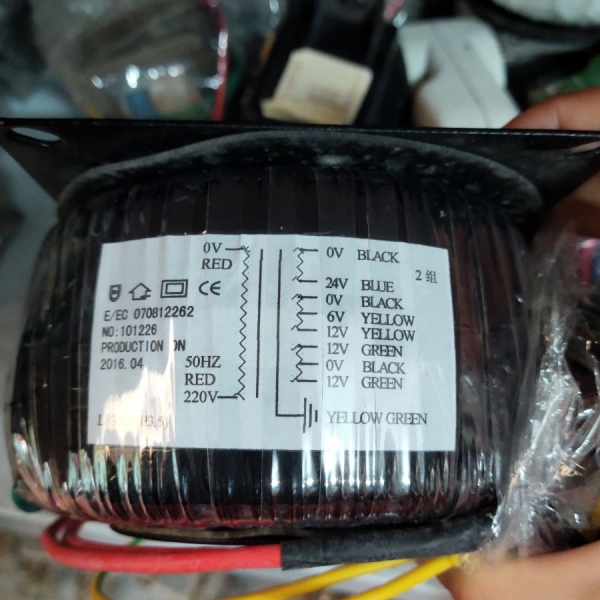 0V
RED
CE
E/EC 070812262
NO:101226
PRODUCTION ON
2016.04
50HZ
RED
220V
0V BLACK
2组
24V BLUE
0V BLACK
6V YELLOW
12V YELLOW
12V GREEN
0V BLACK
12V GREEN
YELLOW GREEN